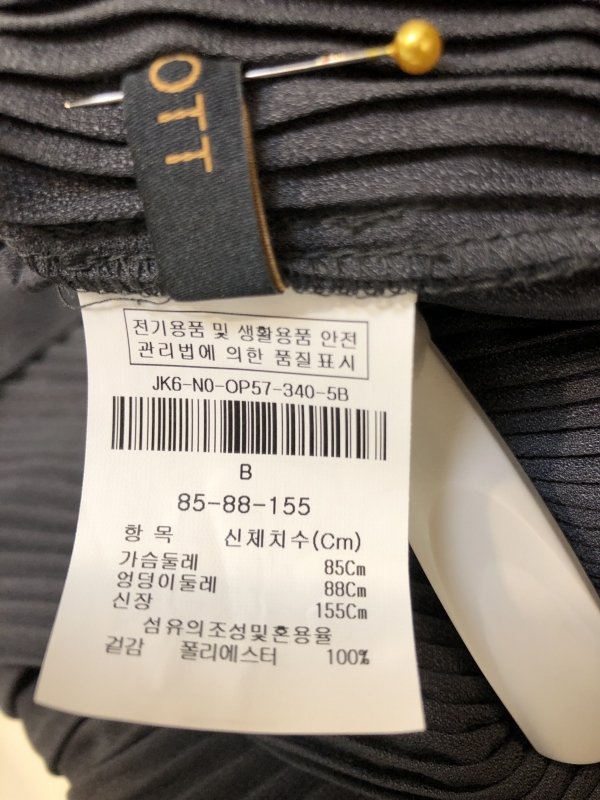 OTT
전기용품 및 생활용품 안전
관리법에 의한 품질표시
JK6-N0-OP57-340-5B
B
85-88-155
항 목 신체치수(Cm)
가슴둘레 85Cm
엉덩이둘레 88Cm
신장 155Cm
섬유의조성및혼용율
겉감 폴리에스터 100%